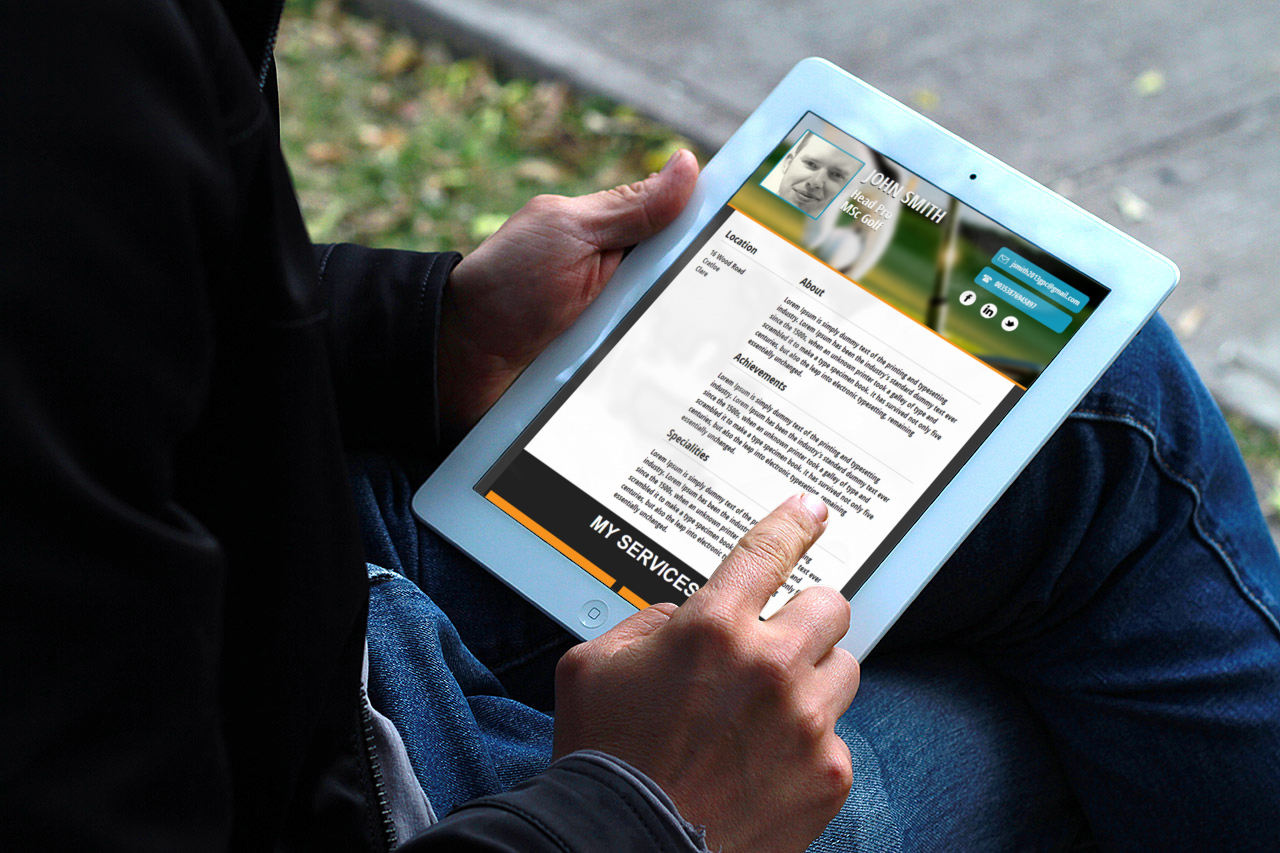 JOHN SMITH
Head Pro
MSc Golf
jsmith2013gpc@gmail.com
00353876945897
f
in
Location
18 Wood Road
Cratloe
Clare
About
Lorem Ipsum is simply dummy text of the printing and typesetting
industry. Lorem Ipsum has been the industry's standard dummy text ever
since the 1500s, when an unknown printer took a galley of type and
scrambled it to make a type specimen book. It has survived not only five
centuries, but also the leap into electronic typesetting, remaining
essentially unchanged.
Achievements
Lorem Ipsum is simply dummy text of the printing and typesetting
industry. Lorem Ipsum has been the industry's standard dummy text ever
since the 1500s, when an unknown printer took a galley of type and
scrambled it to make a type specimen book. It has survived not only five
centuries, but also the leap into electronic typesetting, remaining
essentially unchanged.
Specialities
Lorem Ipsum is simply dummy text of the
industry. Lorem Ipsum has been the industry
text ever
since the 1500s, when an unknown printer
and
scrambled it to make a type specimen book
only
centuries, but also the leap into electronic
essentially unchanged.
MY SERVICES